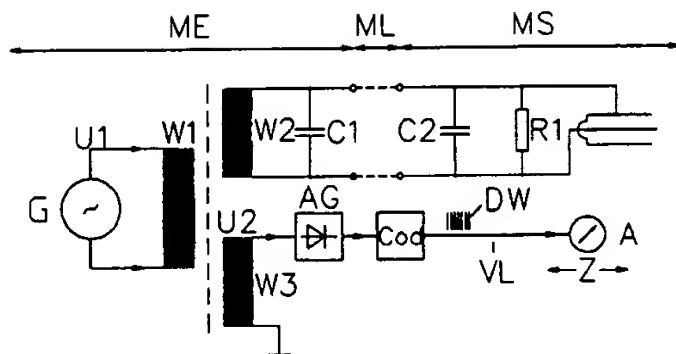 ME ML MS
U1 W1 W2 C1 C2 R1
G ~
U2 AG Cod DW A
W3 VL Z